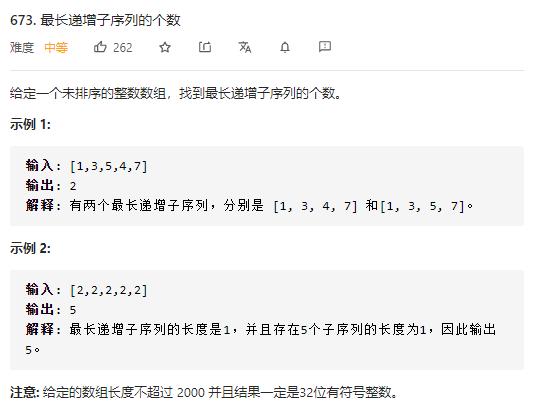 673. 最长递增子序列的个数
难度 中等 262
给定一个未排序的整数数组，找到最长递增子序列的个数。
示例 1:
输入: [1,3,5,4,7]
输出: 2
解释: 有两个最长递增子序列，分别是 [1, 3, 4, 7] 和[1, 3, 5, 7]。
示例 2:
输入: [2,2,2,2,2]
输出: 5
解释: 最长递增子序列的长度是1，并且存在5个子序列的长度为1，因此输出
5。
注意: 给定的数组长度不超过 2000 并且结果一定是32位有符号整数。